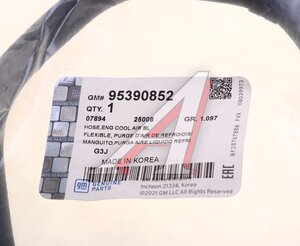 GM# 95390852
QTY. 1
07894 25008 GR. 1.097
HOSE,ENG COOL AIR BL
FLEXIBLE, PURGE D'AIR DE REFROIDIS
MANGUITO,PURGA AIRE LIQUIDO REFRI
G3J
MADE IN KOREA
gm GENUINE PARTS
Incheon 21334, Korea
©2021 GM LLC All Rights Reserved
EAC